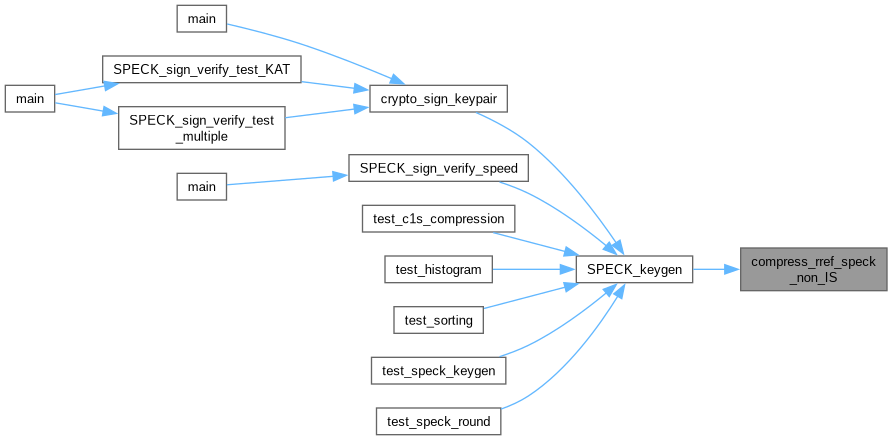 main
SPECK_sign_verify_test_KAT
main
crypto_sign_keypair
SPECK_sign_verify_test
_multiple
SPECK_sign_verify_speed
main
test_c1s_compression
compress_rref_speck
_non_IS
test_histogram
SPECK_keygen
test_sorting
test_speck_keygen
test_speck_round